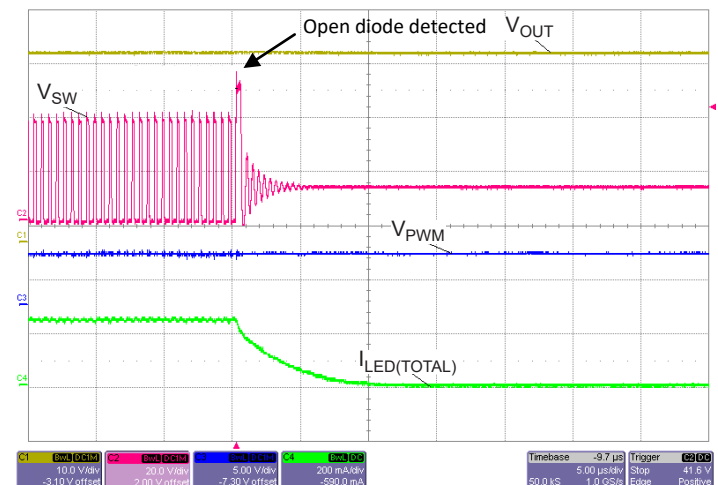 Open diode detected
VOUT
VSW
C2
C1
VPWM
C3
ILED(TOTAL)
C4
C1 BwL DC1M
10.0 V/div
-3.10 V offset
C2 BwL DC1M
20.0 V/div
2.00 V offset
BwL DC1M
5.00 V/div
-7.30 V offset
C4 BwL DC
200 mA/div
-590.0 m
Timebase -9.7 µs
5.00 µs/div
50.0 kS 1.0 GS/s
Trigger C2 DC
Stop 41.6 V
Edge Positive